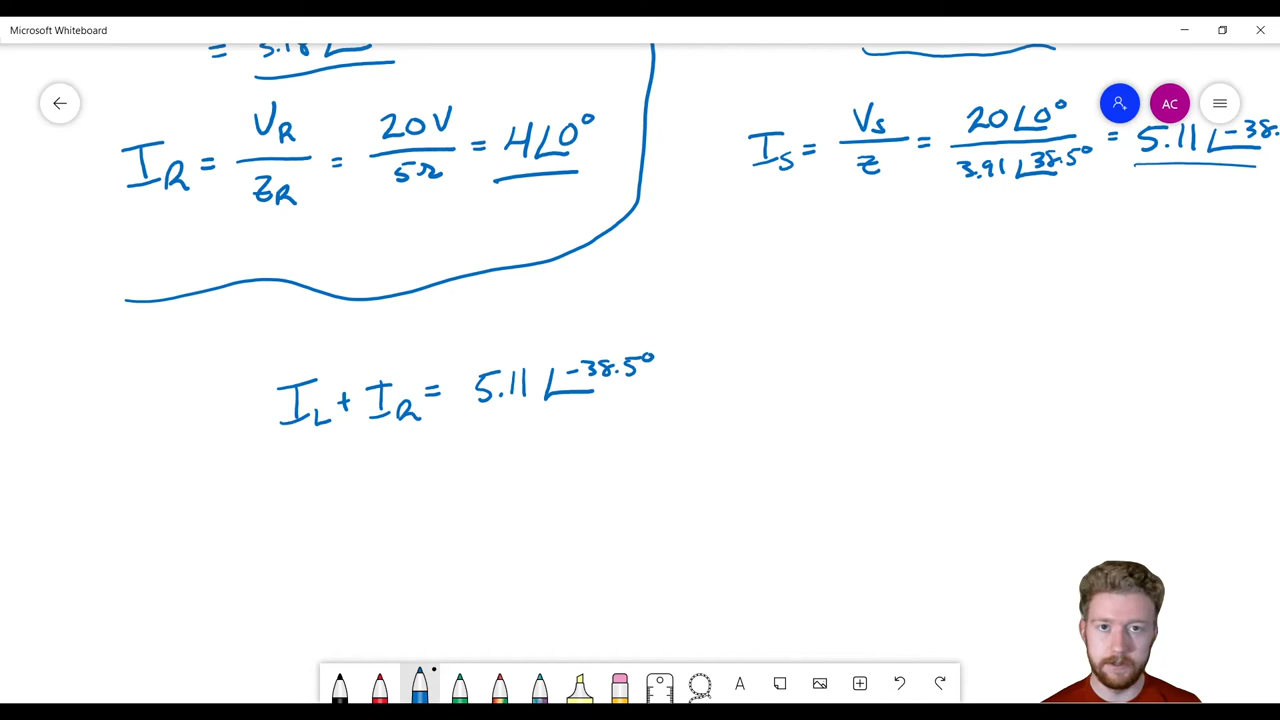 Microsoft Whiteboard
AC
I_R = V_R / Z_R = 20V / 5Ω = 4∠0°
I_S = V_S / Z = 20∠0° / 3.91∠38.5° = 5.11∠-38.
I_L + I_R = 5.11∠-38.5°
A